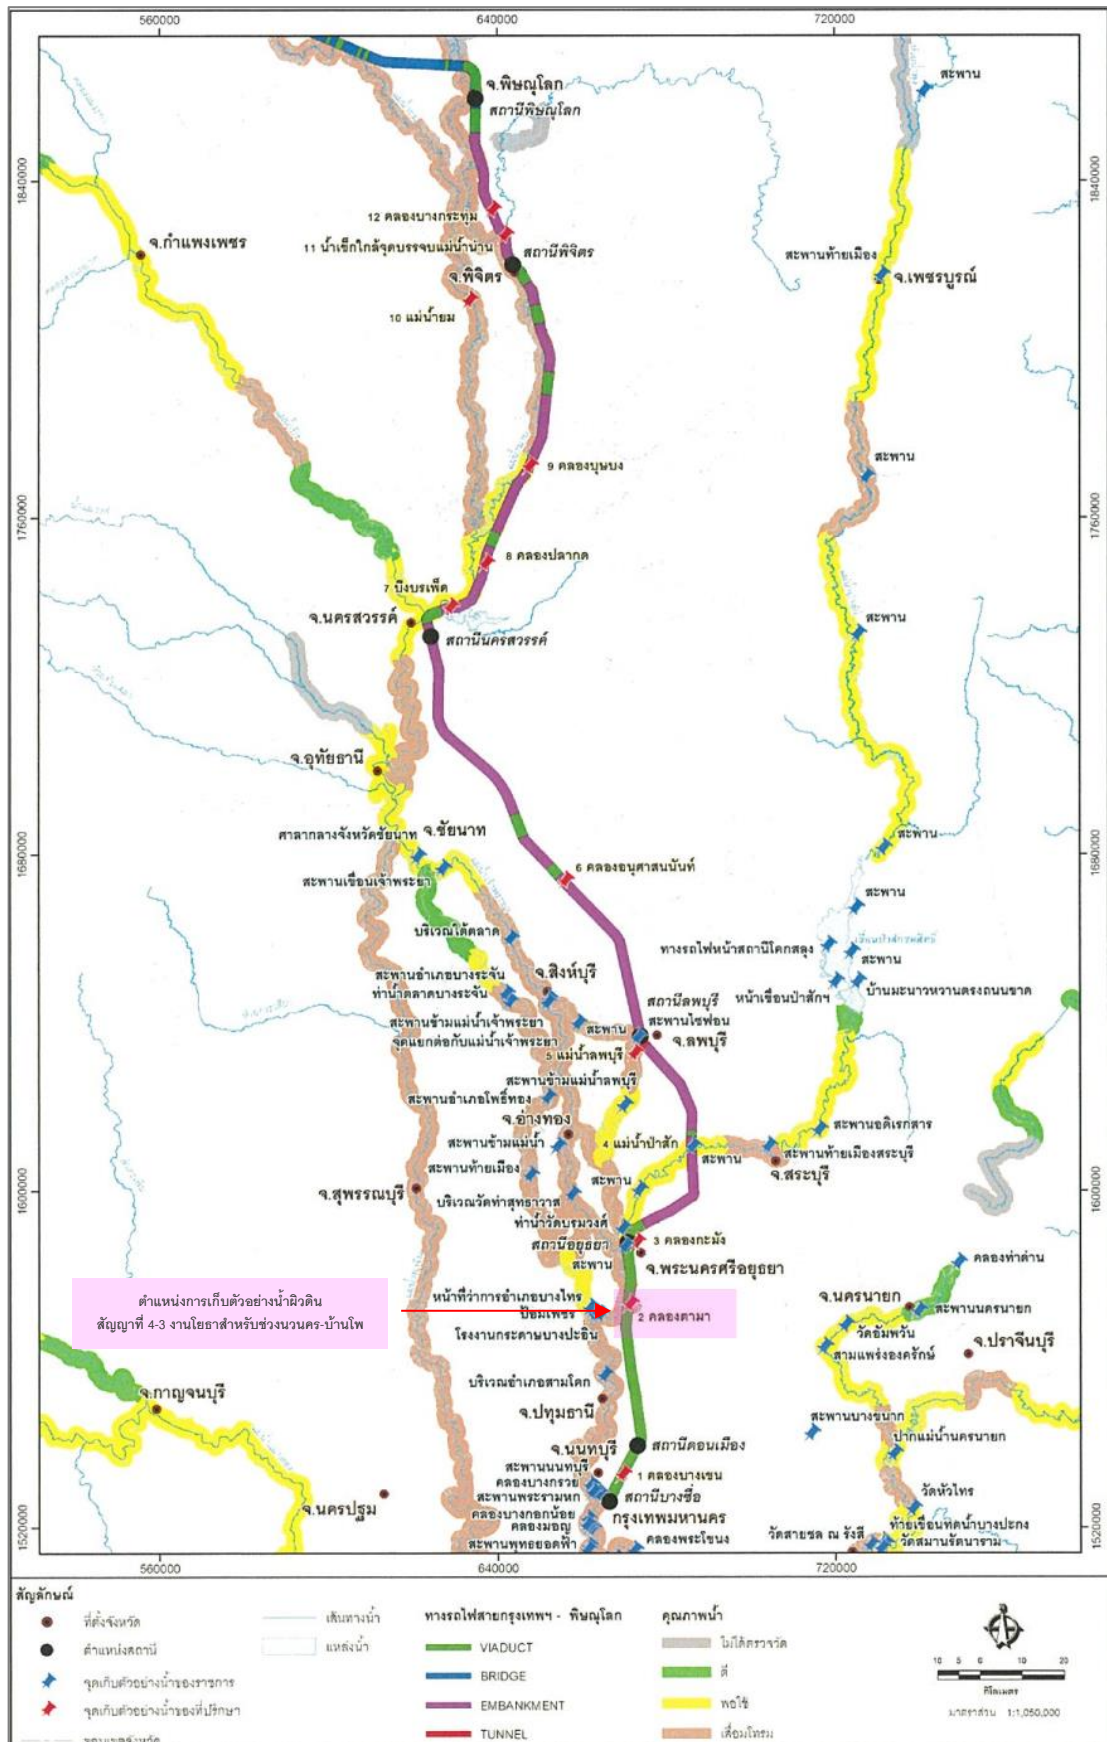 560000
640000
720000
สะพาน
จ.พิษณุโลก
สถานีพิษณุโลก
1840000
1840000
12 คลองบางกระทุ่ม
11 น้ำเข็กใกล้จุดบรรจบแม่น้ำน่าน
สถานีพิจิตร
จ.กำแพงเพชร
จ.พิจิตร
สะพานท้ายเมือง
จ.เพชรบูรณ์
10 แม่น้ำยม
9 คลองบุษบง
สะพาน
1760000
1760000
8 คลองปลากด
7 บึงบรเพ็ด
จ.นครสวรรค์
สถานีนครสวรรค์
สะพาน
จ.อุทัยธานี
ศาลากลางจังหวัดชัยนาท
จ.ชัยนาท
สะพาน
1680000
1680000
สะพานเขื่อนเจ้าพระยา
6 คลองอนุศาสนนันท์
สะพาน
บริเวณใต้ตลาด
ทางรถไฟหน้าสถานีโคกสลุง
สะพาน
สะพานอำเภอบางระจัน
จ.สิงห์บุรี
ท่าน้ำตลาดบางระจัน
หน้าเขื่อนป่าสักฯ
บ้านมะนาวหวานตรงถนนขาด
สถานีลพบุรี
สะพานข้ามแม่น้ำเจ้าพระยา
สะพาน
สะพานไซฟอน
จุดแยกต่อกับแม่น้ำเจ้าพระยา
จ.ลพบุรี
5 แม่น้ำลพบุรี
สะพานข้ามแม่น้ำลพบุรี
สะพานอำเภอโพธิ์ทอง
จ.อ่างทอง
สะพานอดิเรกสาร
สะพานข้ามแม่น้ำ
4 แม่น้ำป่าสัก
สะพาน
สะพานท้ายเมืองสระบุรี
จ.สระบุรี
สะพานท้ายเมือง
สะพาน
จ.สุพรรณบุรี
บริเวณวัดท่าสุทธาวาส
1600000
1600000
ท่าน้ำวัดบรมวงศ์
สถานีอยุธยา
3 คลองกะมัง
สะพาน
จ.พระนครศรีอยุธยา
คลองท่าด่าน
ตำแหน่งการเก็บตัวอย่างน้ำผิวดิน
สัญญาที่ 4-3 งานโยธาสำหรับช่วงนวนคร-บ้านโพ
หน้าที่ว่าการอำเภอบางไทร
ป้อมเพชร
2 คลองตามา
จ.นครนายก
สะพานนครนายก
โรงงานกระดาษบางปะอิน
วัดอัมพวัน
สามแพร่งองครักษ์
จ.ปราจีนบุรี
บริเวณอำเภอสามโคก
จ.กาญจนบุรี
จ.ปทุมธานี
สะพานบางขนาก
ปากแม่น้ำนครนายก
จ.นนทบุรี
สถานีดอนเมือง
สะพานนนทบุรี
1 คลองบางเขน
คลองบางกรวย
วัดหัวไทร
จ.นครปฐม
สะพานพระรามหก
สถานีบางซื่อ
คลองบางกอกน้อย
กรุงเทพมหานคร
คลองมอญ
ท้ายเขื่อนทดน้ำบางปะกง
1520000
1520000
สะพานพุทธยอดฟ้า
คลองพระโขนง
วัดสายชล ณ รังสี
วัดสมานรัตนาราม
560000
640000
720000
สัญลักษณ์
ที่ตั้งจังหวัด
เส้นทางน้ำ
ทางรถไฟสายกรุงเทพฯ - พิษณุโลก
คุณภาพน้ำ
ตำแหน่งสถานี
แหล่งน้ำ
VIADUCT
ไม่ได้ตรวจวัด
จุดเก็บตัวอย่างน้ำของราชการ
BRIDGE
ดี
จุดเก็บตัวอย่างน้ำของที่ปรึกษา
EMBANKMENT
พอใช้
ขอบเขตจังหวัด
TUNNEL
เสื่อมโทรม
10 5 0 10 20
กิโลเมตร
มาตราส่วน 1:1,050,000